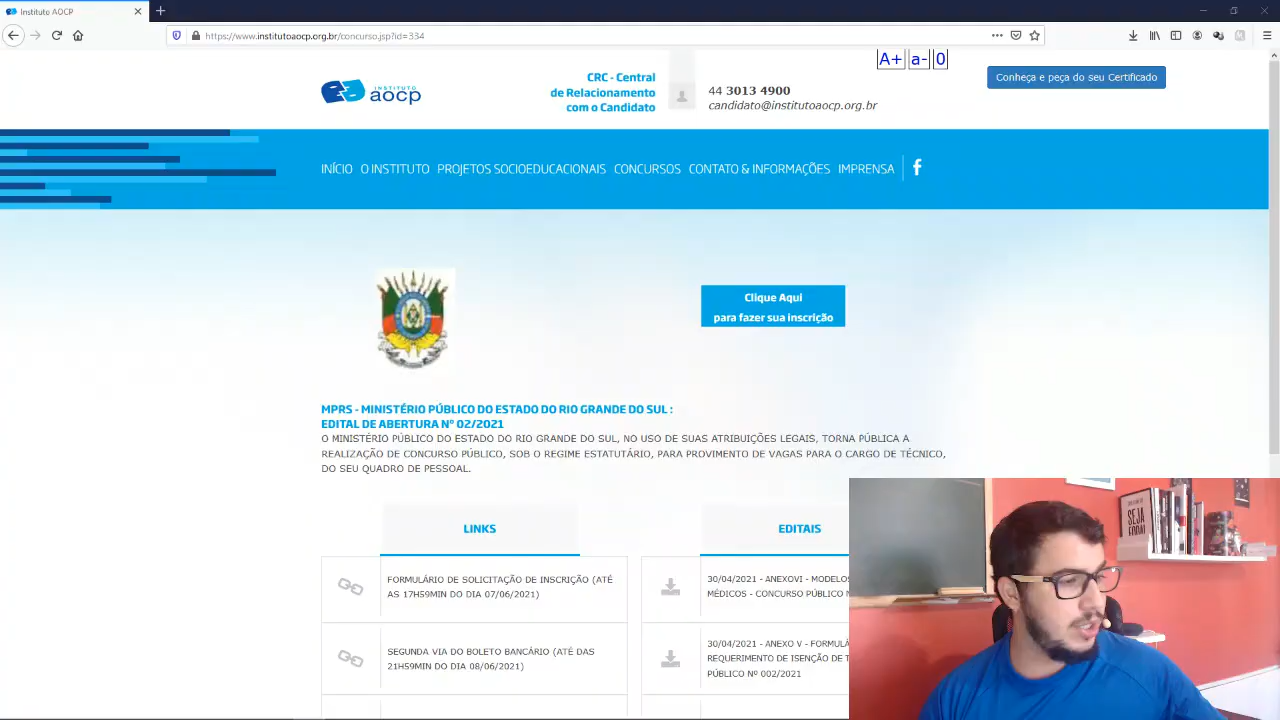 Instituto AOCP
https://www.institutoaocp.org.br/concurso.jsp?id=334
A+ a- 0
INSTITUTO
aocp
CRC - Central
de Relacionamento
com o Candidato
44 3013 4900
candidato@institutoaocp.org.br
Conheça e peça do seu Certificado
INÍCIO O INSTITUTO PROJETOS SOCIOEDUCACIONAIS CONCURSOS CONTATO & INFORMAÇÕES IMPRENSA
Clique Aqui
para fazer sua inscrição
MPRS - MINISTÉRIO PÚBLICO DO ESTADO DO RIO GRANDE DO SUL :
EDITAL DE ABERTURA Nº 02/2021
O MINISTÉRIO PÚBLICO DO ESTADO DO RIO GRANDE DO SUL, NO USO DE SUAS ATRIBUIÇÕES LEGAIS, TORNA PÚBLICA A
REALIZAÇÃO DE CONCURSO PÚBLICO, SOB O REGIME ESTATUTÁRIO, PARA PROVIMENTO DE VAGAS PARA O CARGO DE TÉCNICO,
DO SEU QUADRO DE PESSOAL.
LINKS
FORMULÁRIO DE SOLICITAÇÃO DE INSCRIÇÃO (ATÉ
AS 17H59MIN DO DIA 07/06/2021)
SEGUNDA VIA DO BOLETO BANCÁRIO (ATÉ DAS
21H59MIN DO DIA 08/06/2021)
EDITAIS
30/04/2021 - ANEXOVI - MODELOS
MÉDICOS - CONCURSO PÚBLICO
30/04/2021 - ANEXO V -
REQUERIMENTO DE ISENÇÃO DE
PÚBLICO Nº 002/2021
SEJA